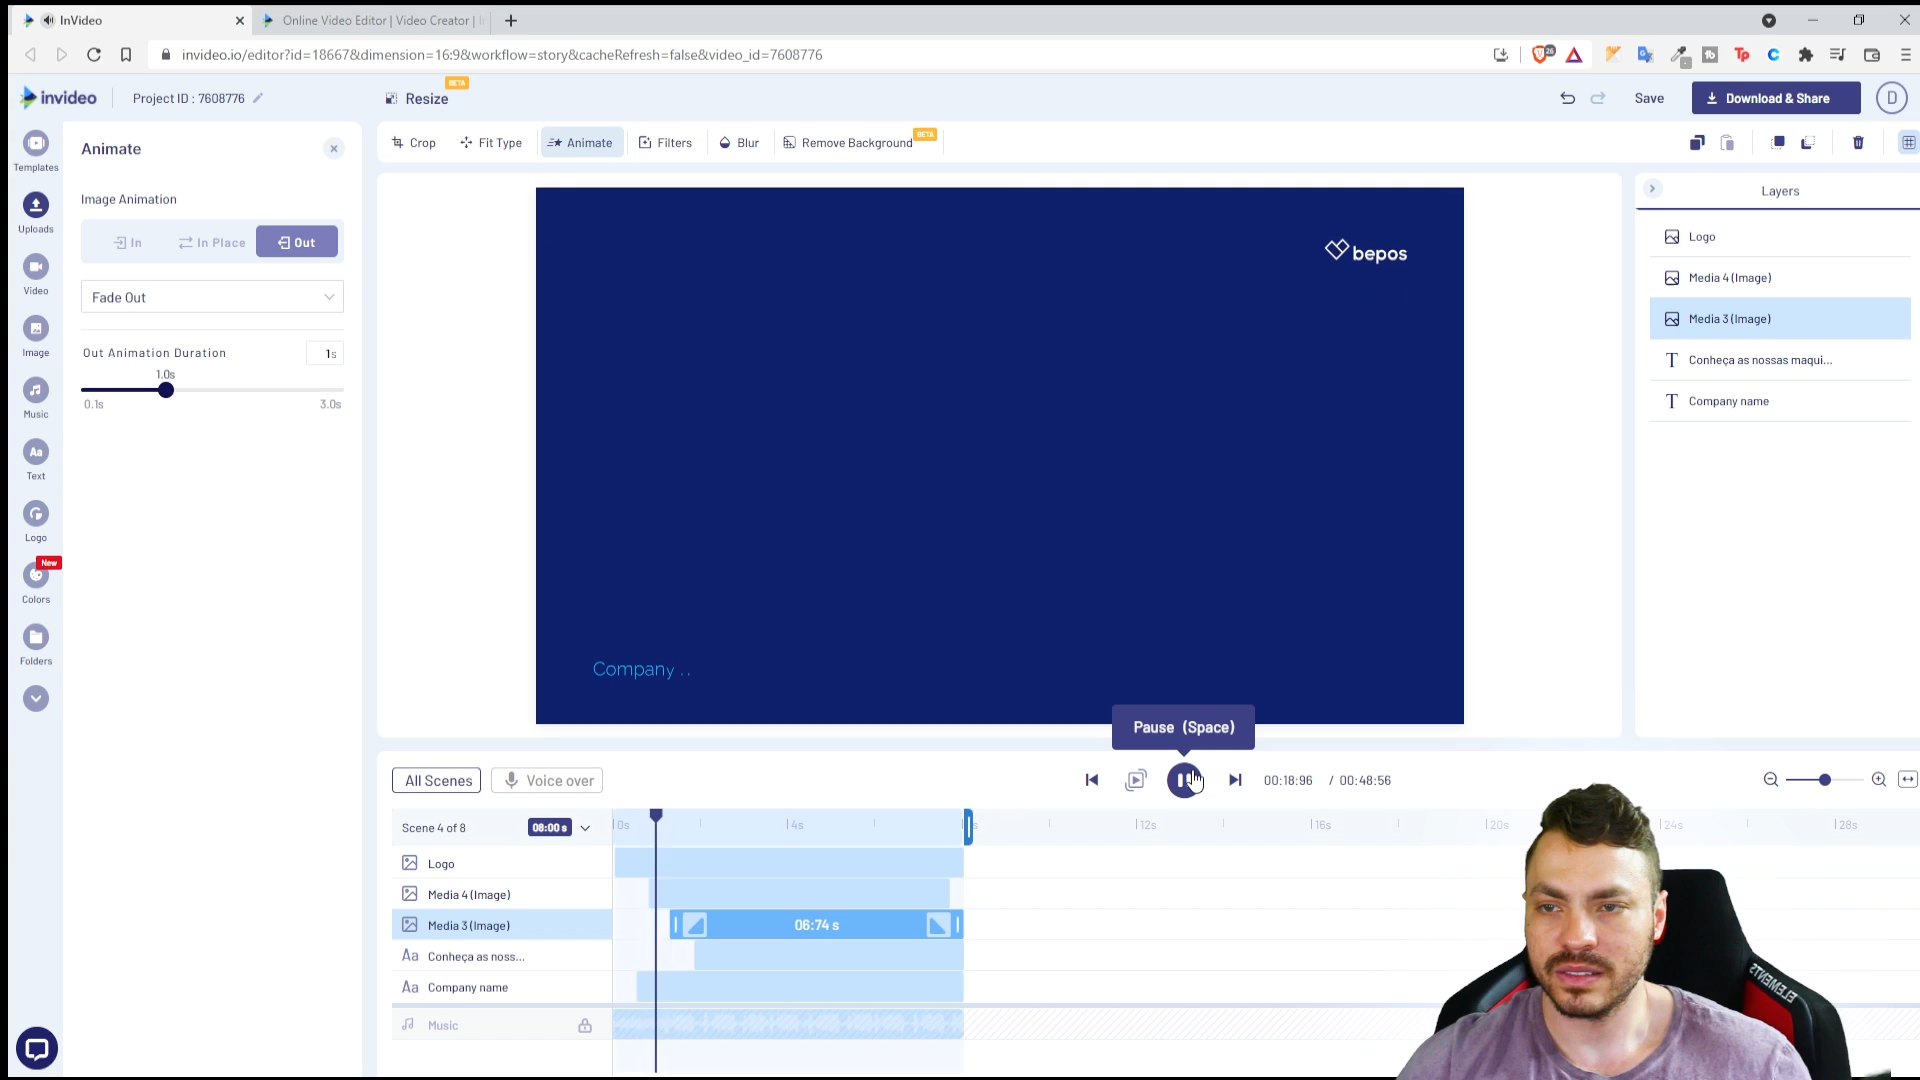 InVideo
Online Video Editor | Video Creator |
invideo.io/editor?id=18667&dimension=16:9&workflow=story&cacheRefresh=false&video_id=7608776
26
Tp
invideo
Project ID : 7608776
Resize
BETA
Save
Download & Share
D
Templates
Uploads
Video
Image
Music
Text
Logo
New
Colors
Folders
Animate
Image Animation
In
In Place
Out
Fade Out
Out Animation Duration
1s
1.0s
0.1s
3.0s
Crop
Fit Type
Animate
Filters
Blur
Remove Background
BETA
bepos
Company ..
Layers
Logo
Media 4 (Image)
Media 3 (Image)
Conheça as nossas maqui...
Company name
Pause (Space)
All Scenes
Voice over
00:18:96 / 00:48:56
Scene 4 of 8
08:00 s
0s
4s
12s
16s
20s
24s
28s
Logo
Media 4 (Image)
Media 3 (Image)
06:74 s
Aa Conheça as noss...
Aa Company name
Music
ELEMENTS